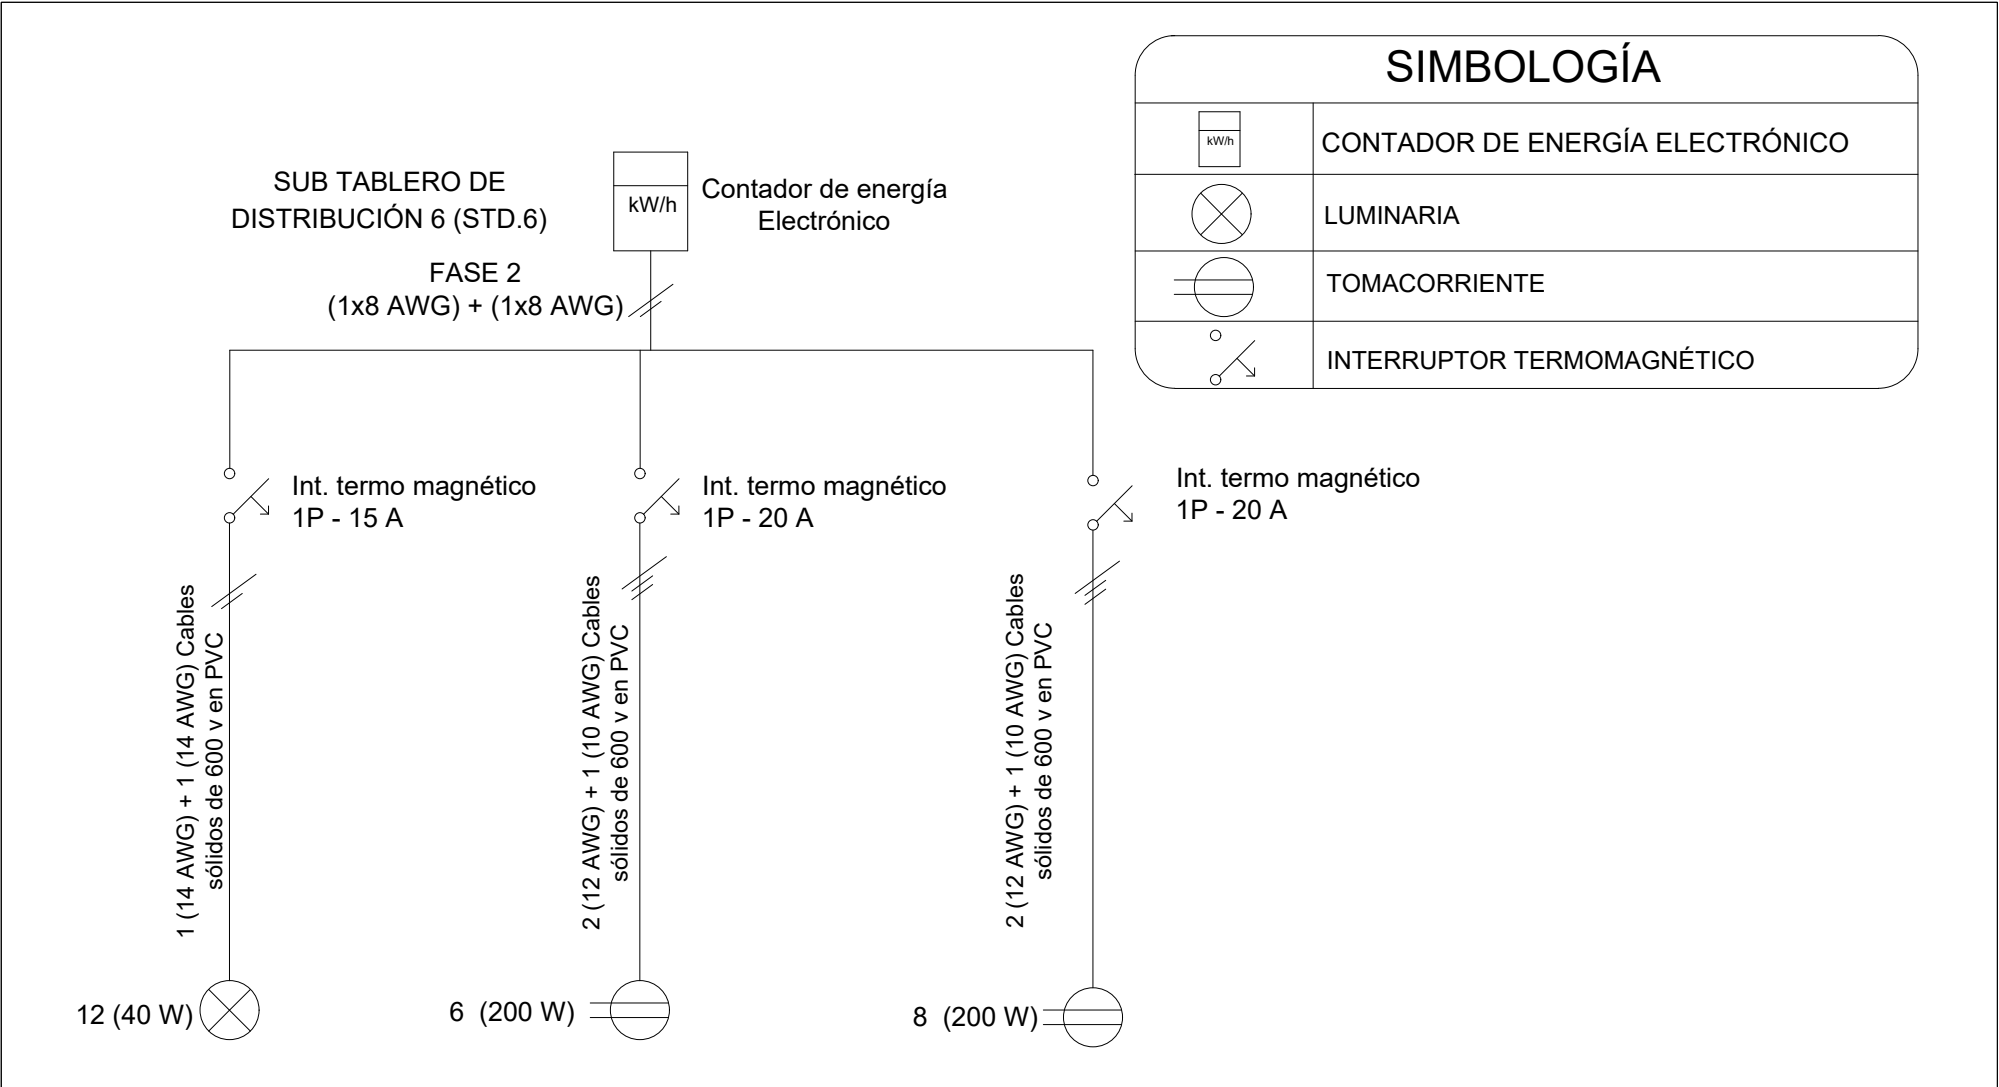 SIMBOLOGÍA
kW/h
CONTADOR DE ENERGÍA ELECTRÓNICO
LUMINARIA
TOMACORRIENTE
INTERRUPTOR TERMOMAGNÉTICO
SUB TABLERO DE
DISTRIBUCIÓN 6 (STD.6)
kW/h
Contador de energía
Electrónico
FASE 2
(1x8 AWG) + (1x8 AWG)
Int. termo magnético
1P - 15 A
Int. termo magnético
1P - 20 A
Int. termo magnético
1P - 20 A
1 (14 AWG) + 1 (14 AWG) Cables
sólidos de 600 v en PVC
2 (12 AWG) + 1 (10 AWG) Cables
sólidos de 600 v en PVC
2 (12 AWG) + 1 (10 AWG) Cables
sólidos de 600 v en PVC
12 (40 W)
6 (200 W)
8 (200 W)